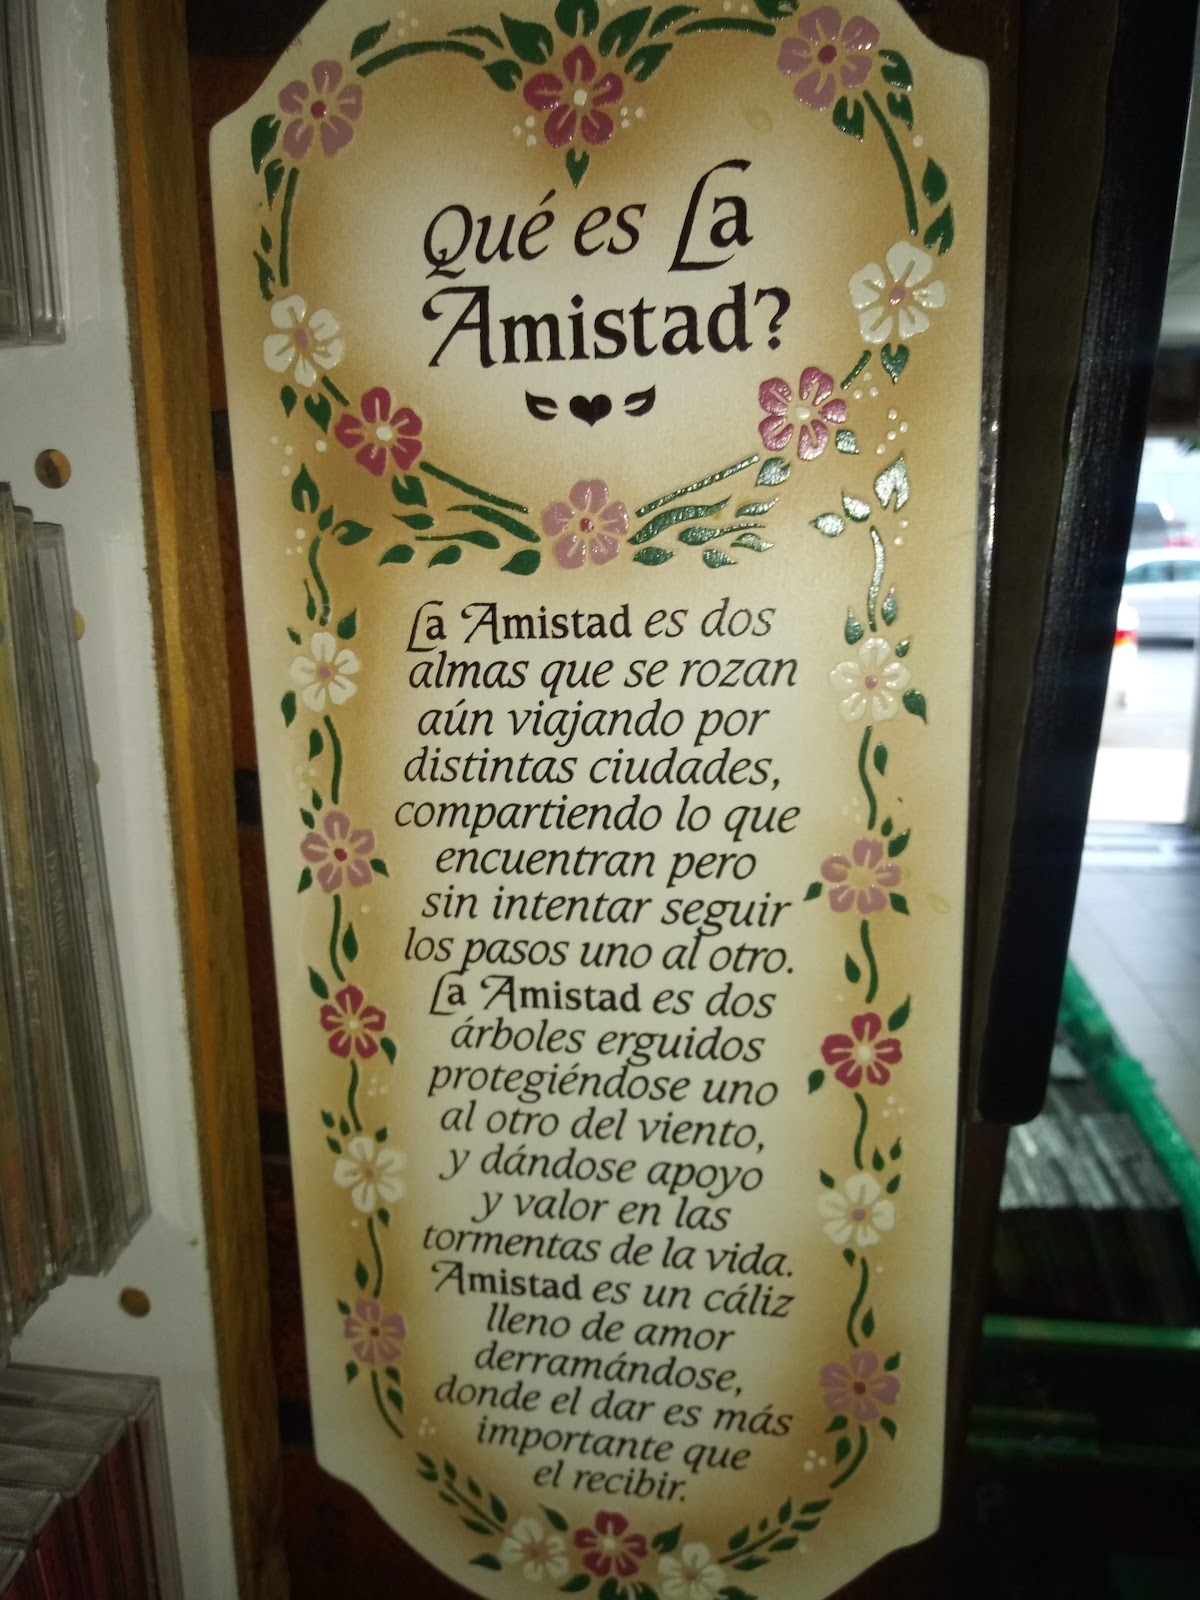 Qué es La
Amistad?
La Amistad es dos
almas que se rozan
aún viajando por
distintas ciudades,
compartiendo lo que
encuentran pero
sin intentar seguir
los pasos uno al otro.
La Amistad es dos
árboles erguidos
protegiéndose uno
al otro del viento,
y dándose apoyo
y valor en las
tormentas de la vida.
Amistad es un cáliz
lleno de amor
derramándose,
donde el dar es más
importante que
el recibir.